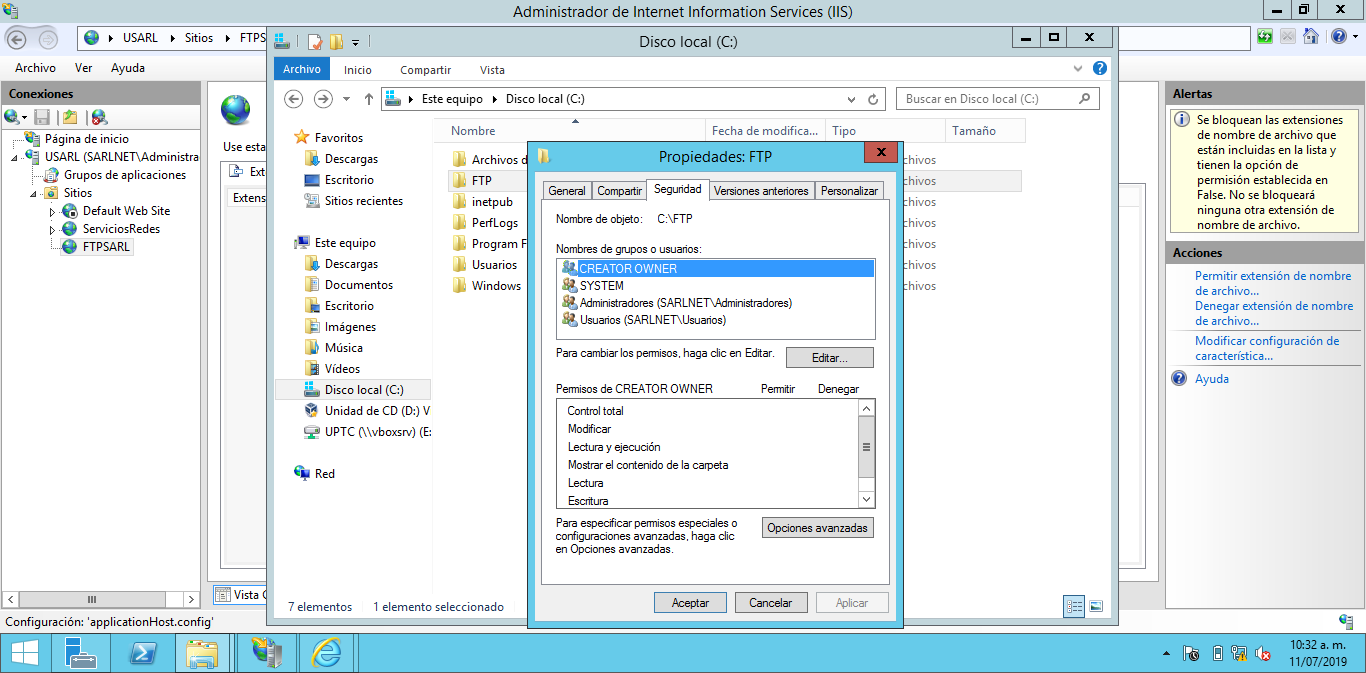 Administrador de Internet Information Services (IIS)
USARL
Sitios
FTPS
Archivo
Ver
Ayuda
Conexiones
Página de inicio
USARL (SARLNET\Administra
Grupos de aplicaciones
Sitios
Default Web Site
ServiciosRedes
FTPSARL
Use esta
Ext
Extens
Vista
Configuración: 'applicationHost.config'
Disco local (C:)
Archivo
Inicio
Compartir
Vista
Este equipo
Disco local (C:)
Buscar en Disco local (C:)
Favoritos
Descargas
Escritorio
Sitios recientes
Este equipo
Descargas
Documentos
Escritorio
Imágenes
Música
Vídeos
Disco local (C:)
Unidad de CD (D:) V
UPTC (\\vboxsrv) (E:
Red
Nombre
Fecha de modifica...
Tipo
Tamaño
Archivos d
chivos
FTP
chivos
inetpub
chivos
PerfLogs
chivos
Program F
chivos
Usuarios
chivos
Windows
chivos
7 elementos
1 elemento seleccionado
Propiedades: FTP
General
Compartir
Seguridad
Versiones anteriores
Personalizar
Nombre de objeto:
C:\FTP
Nombres de grupos o usuarios:
CREATOR OWNER
SYSTEM
Administradores (SARLNET\Administradores)
Usuarios (SARLNET\Usuarios)
Para cambiar los permisos, haga clic en Editar.
Editar...
Permisos de CREATOR OWNER
Permitir
Denegar
Control total
Modificar
Lectura y ejecución
Mostrar el contenido de la carpeta
Lectura
Escritura
Para especificar permisos especiales o
configuraciones avanzadas, haga clic
en Opciones avanzadas.
Opciones avanzadas
Aceptar
Cancelar
Aplicar
Alertas
Se bloquean las extensiones
de nombre de archivo que
están incluidas en la lista y
tienen la opción de
permisión establecida en
False. No se bloqueará
ninguna otra extensión de
nombre de archivo.
Acciones
Permitir extensión de nombre
de archivo...
Denegar extensión de nombre
de archivo...
Modificar configuración de
característica...
Ayuda
10:32 a. m.
11/07/2019